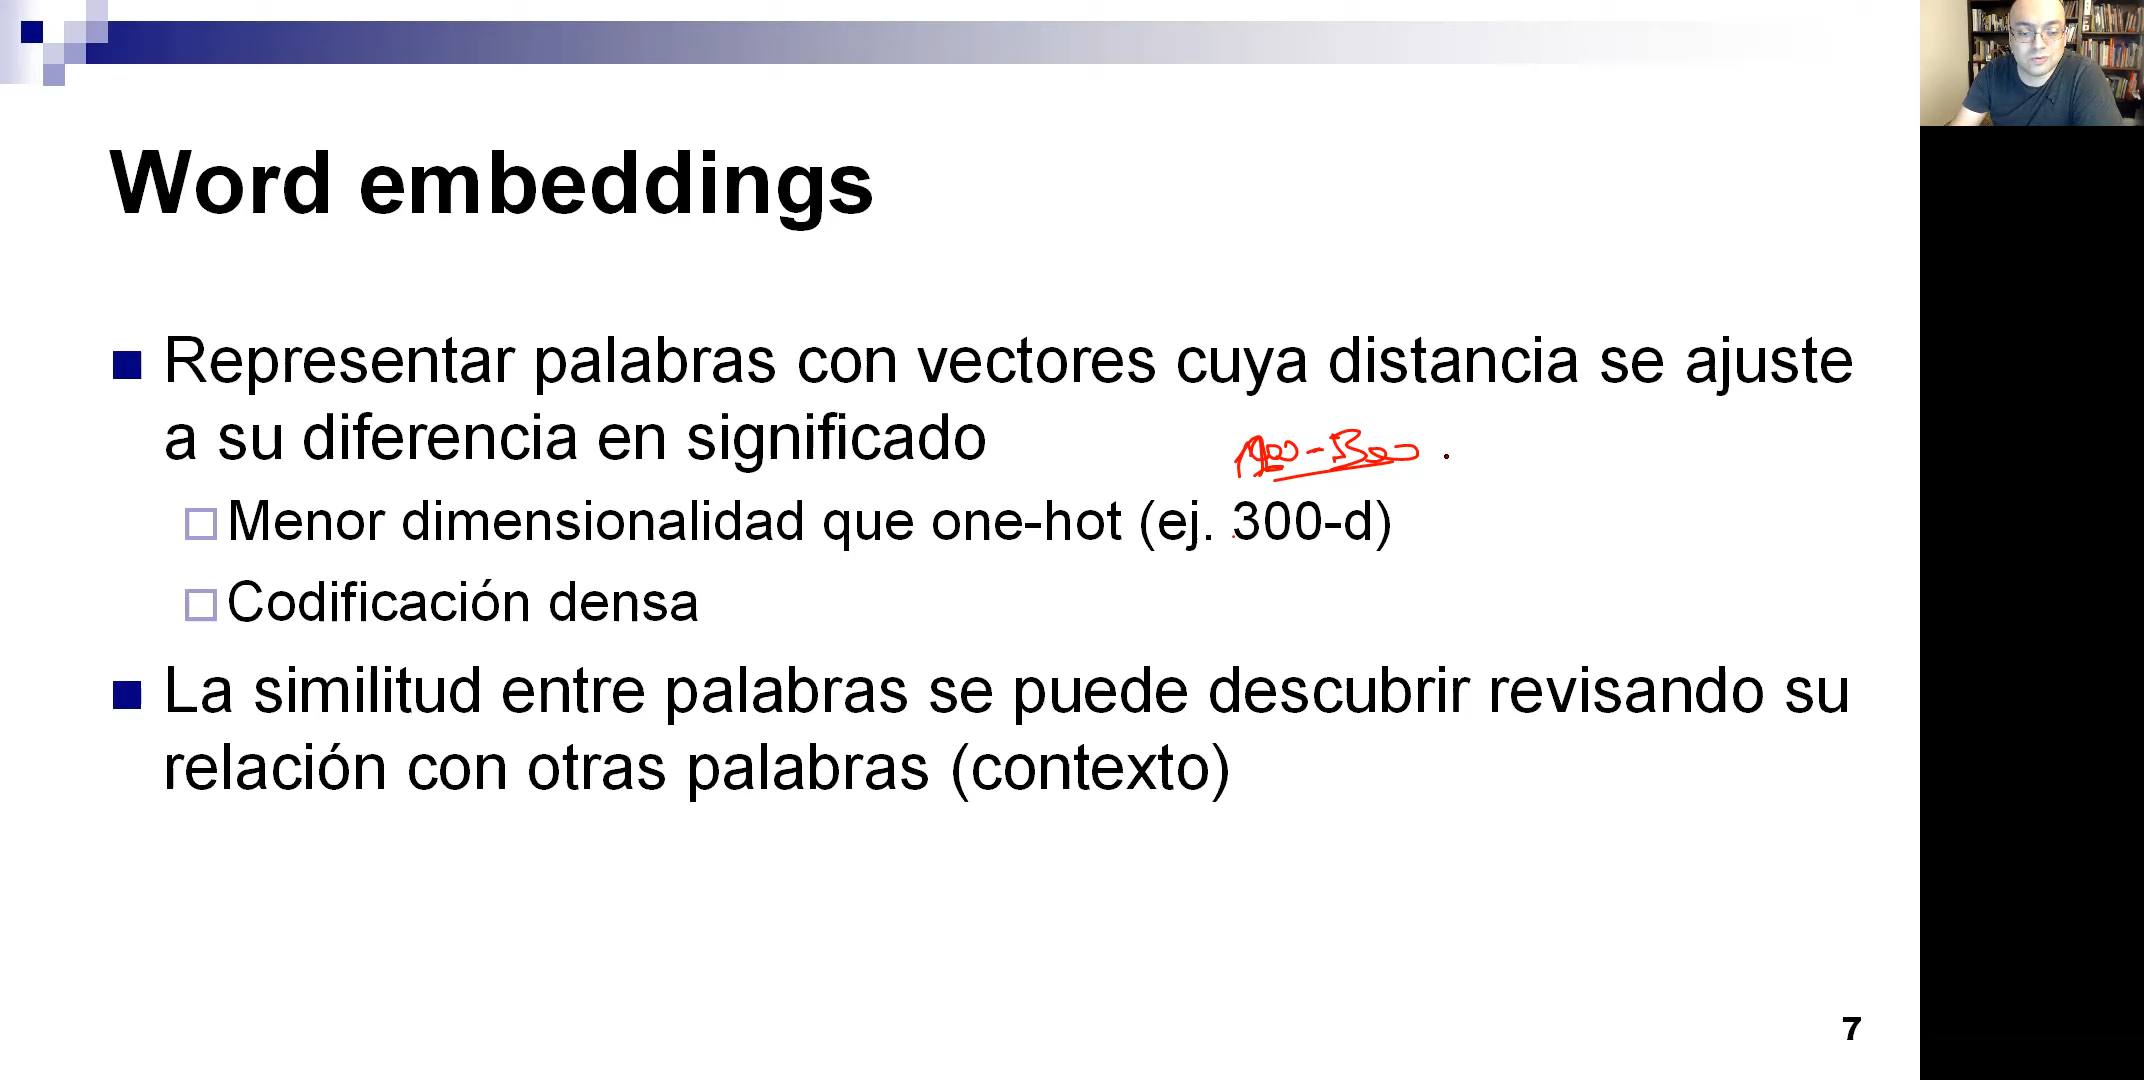 Word embeddings
Representar palabras con vectores cuya distancia se ajuste
a su diferencia en significado
Menor dimensionalidad que one-hot (ej. 300-d)
Codificación densa
La similitud entre palabras se puede descubrir revisando su
relación con otras palabras (contexto)
7